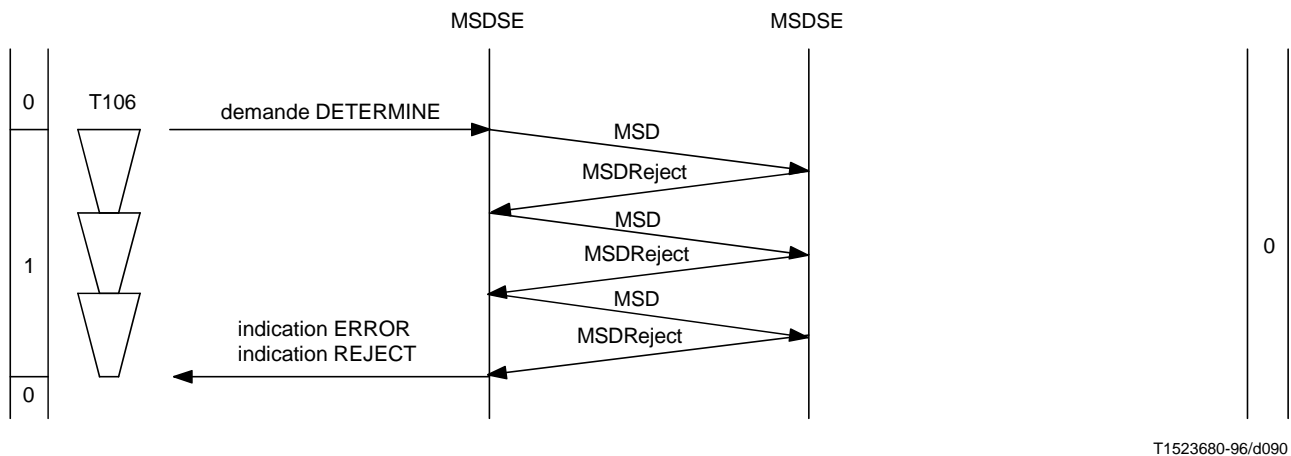 MSDSE MSDSE
0 T106 demande DETERMINE
MSD
MSDReject
MSD
MSDReject
1 0
MSD
MSDReject
indication ERROR
indication REJECT
0
T1523680-96/d090